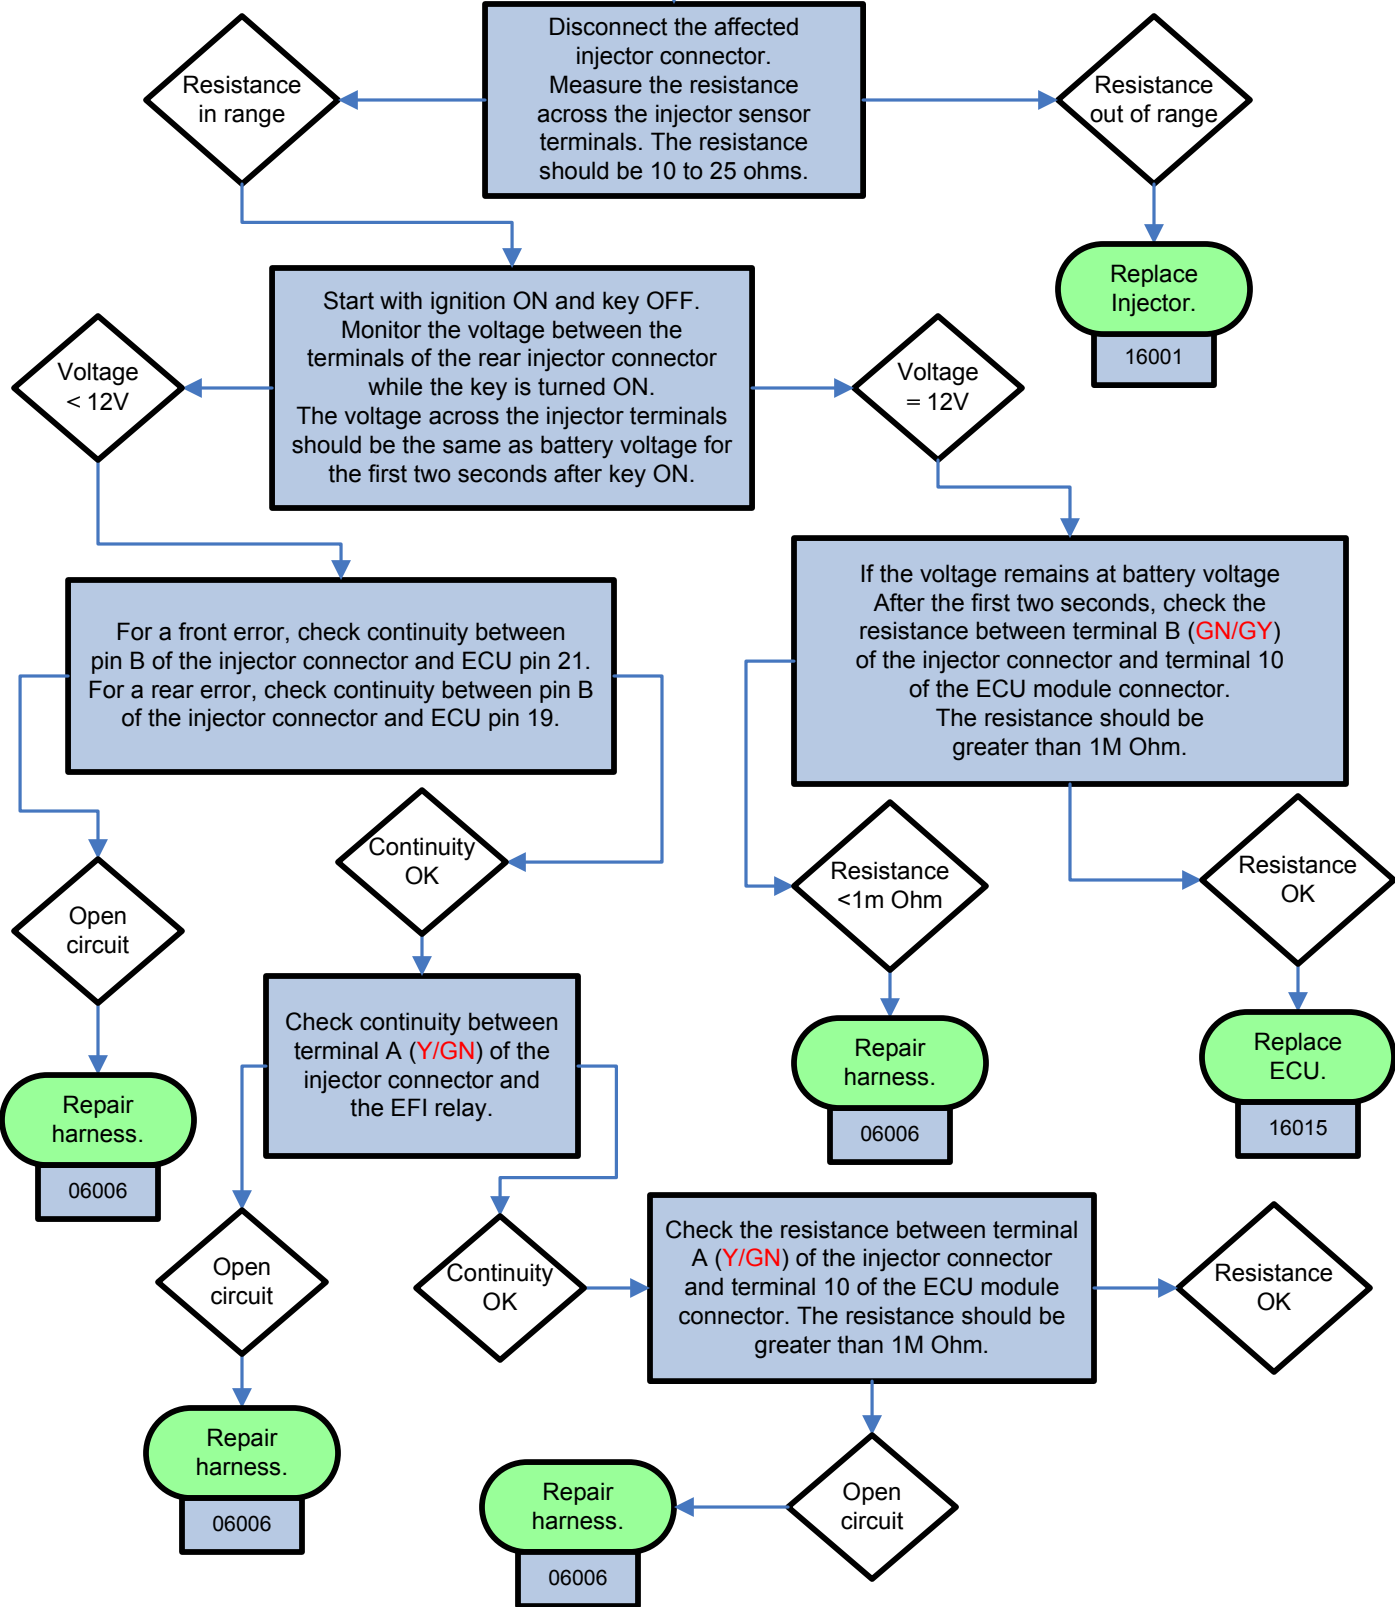 Disconnect the affected
injector connector.
Measure the resistance
across the injector sensor
terminals. The resistance
should be 10 to 25 ohms.
Resistance
in range
Resistance
out of range
Replace
Injector.
16001
Start with ignition ON and key OFF.
Monitor the voltage between the
terminals of the rear injector connector
while the key is turned ON.
The voltage across the injector terminals
should be the same as battery voltage for
the first two seconds after key ON.
Voltage
< 12V
Voltage
= 12V
For a front error, check continuity between
pin B of the injector connector and ECU pin 21.
For a rear error, check continuity between pin B
of the injector connector and ECU pin 19.
If the voltage remains at battery voltage
After the first two seconds, check the
resistance between terminal B (GN/GY)
of the injector connector and terminal 10
of the ECU module connector.
The resistance should be
greater than 1M Ohm.
Open
circuit
Continuity
OK
Resistance
<1m Ohm
Resistance
OK
Repair
harness.
06006
Check continuity between
terminal A (Y/GN) of the
injector connector and
the EFI relay.
Repair
harness.
06006
Replace
ECU.
16015
Open
circuit
Continuity
OK
Check the resistance between terminal
A (Y/GN) of the injector connector
and terminal 10 of the ECU module
connector. The resistance should be
greater than 1M Ohm.
Resistance
OK
Repair
harness.
06006
Repair
harness.
06006
Open
circuit